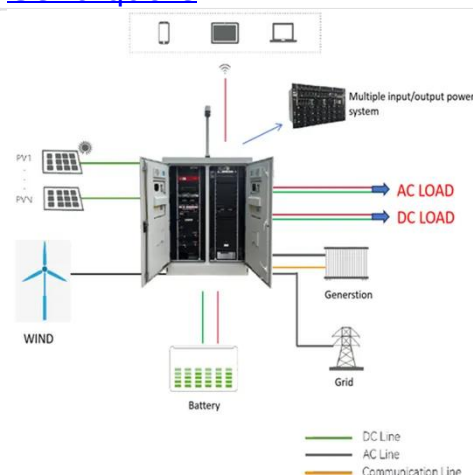 Multiple input/output power
system
PV1
PVN
AC LOAD
DC LOAD
WIND
Generstion
Grid
Battery
DC Line
AC Line
Communication Line